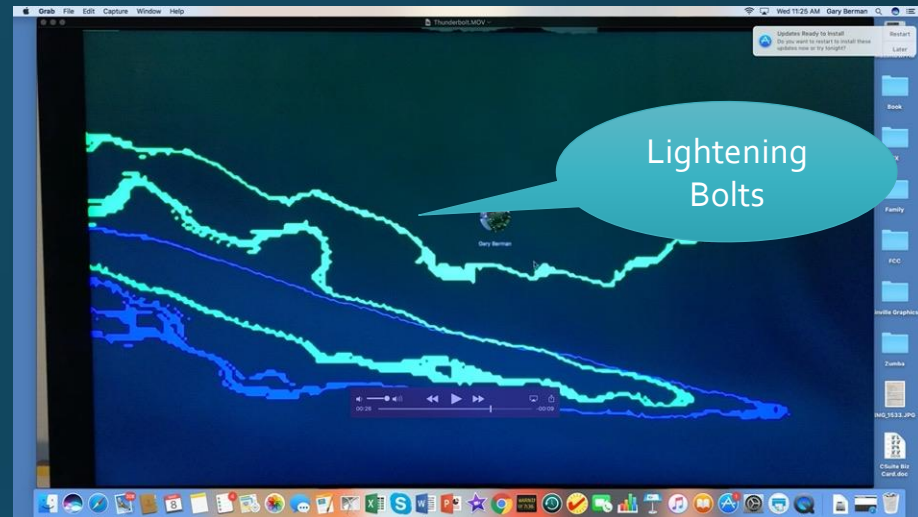 Grab File Edit Capture Window Help
Wed 11:25 AM Gary Berman
Thunderbolt.MOV
Updates Ready to Install
Do you want to restart to install these
updates now or try tonight?
Restart
Later
Book
Lightening
Bolts
Family
Gary Berman
FCC
Zumba
00:28
-00:09
IMG_1533.JPG
CSuite Biz
Card.doc